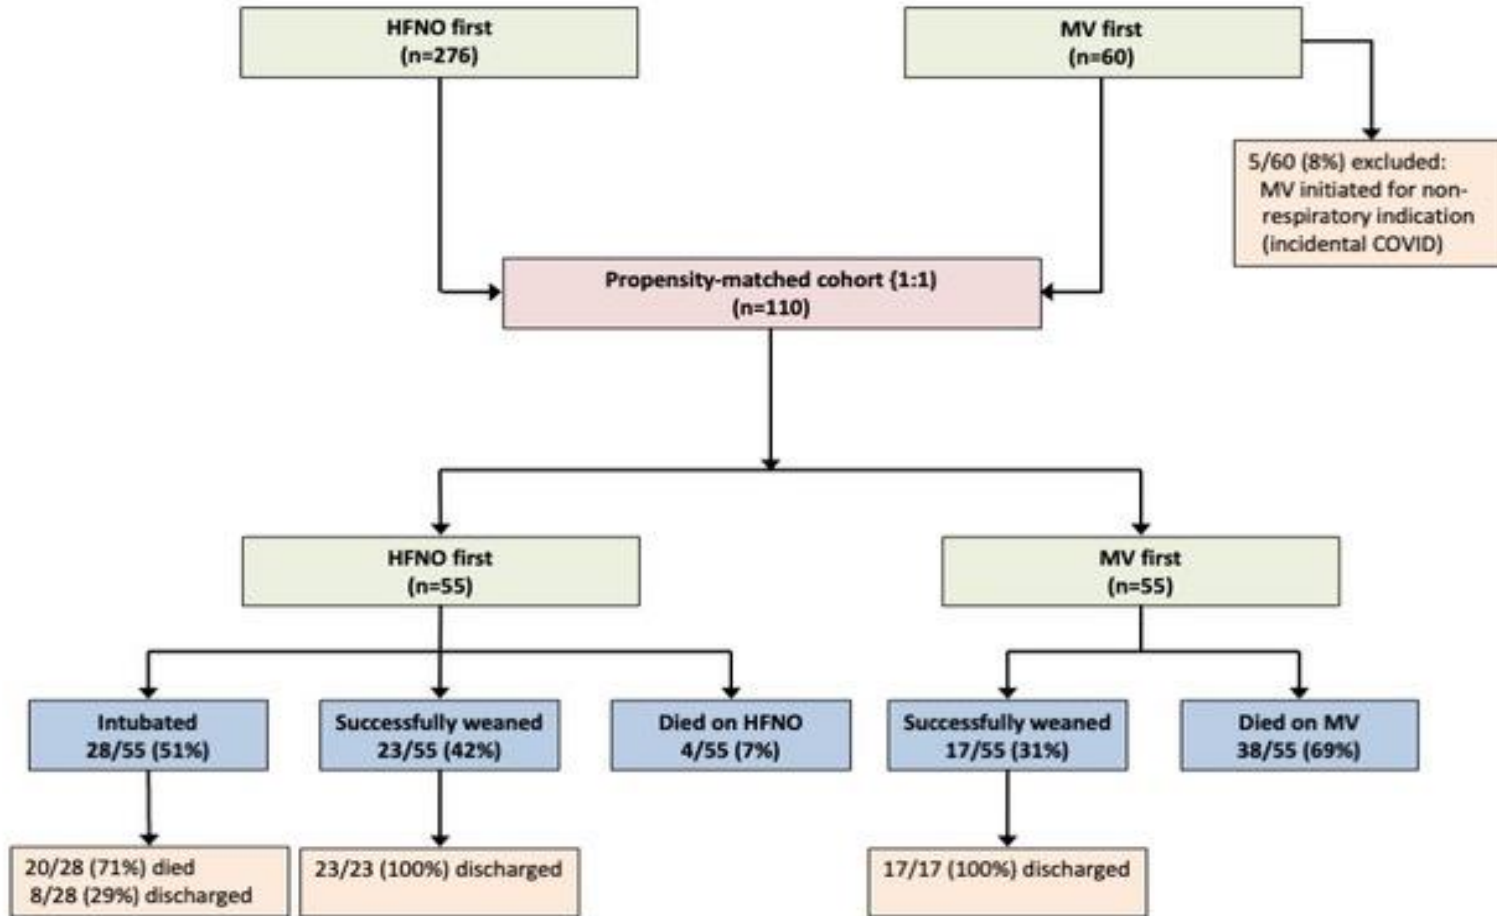 HFNO first
(n=276)
MV first
(n=60)
5/60 (8%) excluded:
MV initiated for non-
respiratory indication
(incidental COVID)
Propensity-matched cohort {1:1)
(n=110)
HFNO first
(n=55)
MV first
(n=55)
Intubated
28/55 (51%)
Successfully weaned
23/55 (42%)
Died on HFNO
4/55 (7%)
Successfully weaned
17/55 (31%)
Died on MV
38/55 (69%)
20/28 (71%) died
8/28 (29%) discharged
23/23 (100%) discharged
17/17 (100%) discharged